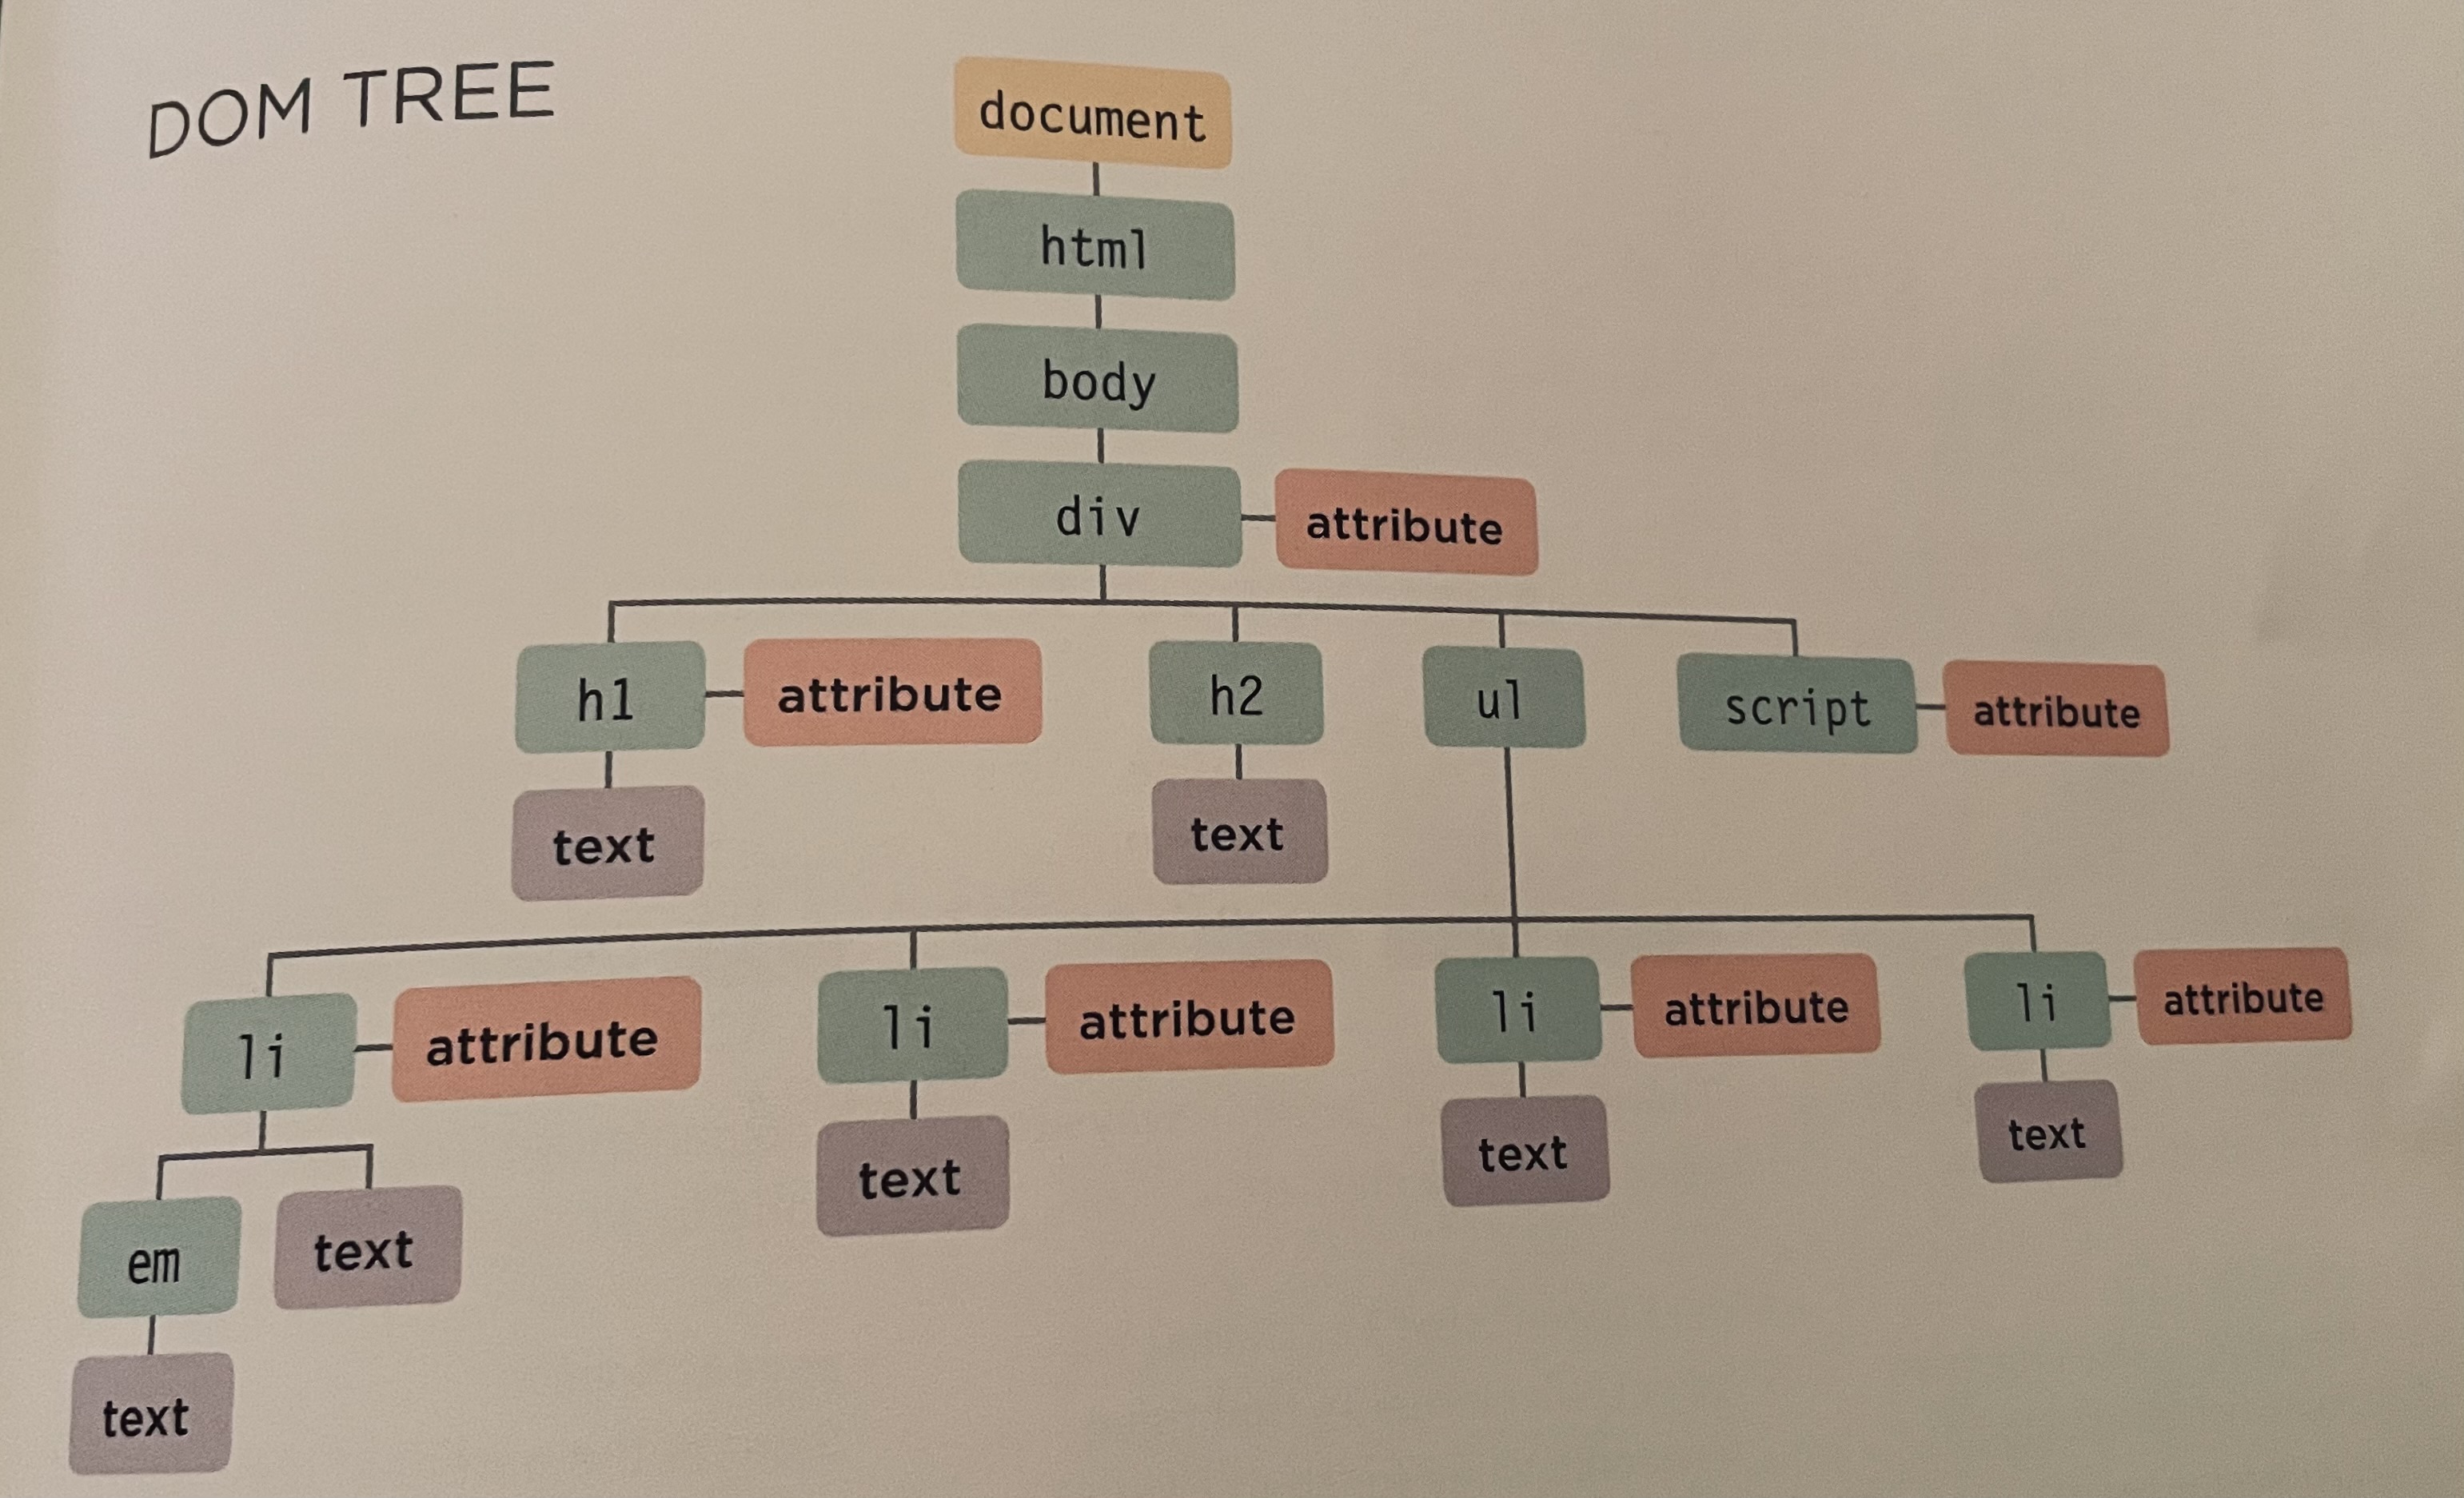 DOM TREE
document
html
body
div attribute
h1 attribute h2 ul script attribute
text text
li attribute li attribute li attribute li attribute
text text text
em text
text